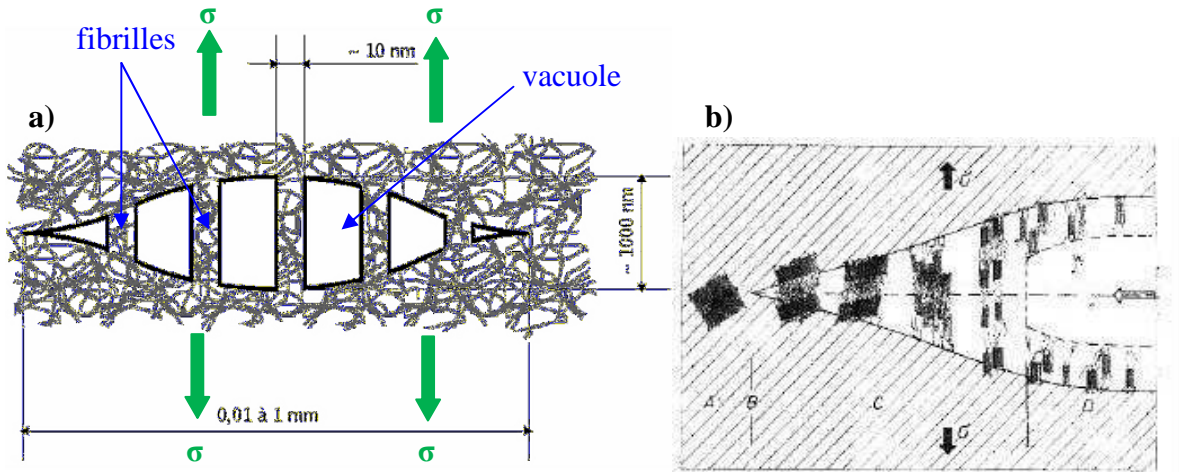 σ
σ
fibrilles
~ 10 nm
vacuole
a)
b)
σ
~ 1000 nm
A
B
C
D
0,01 à 1 mm
σ
σ
σ